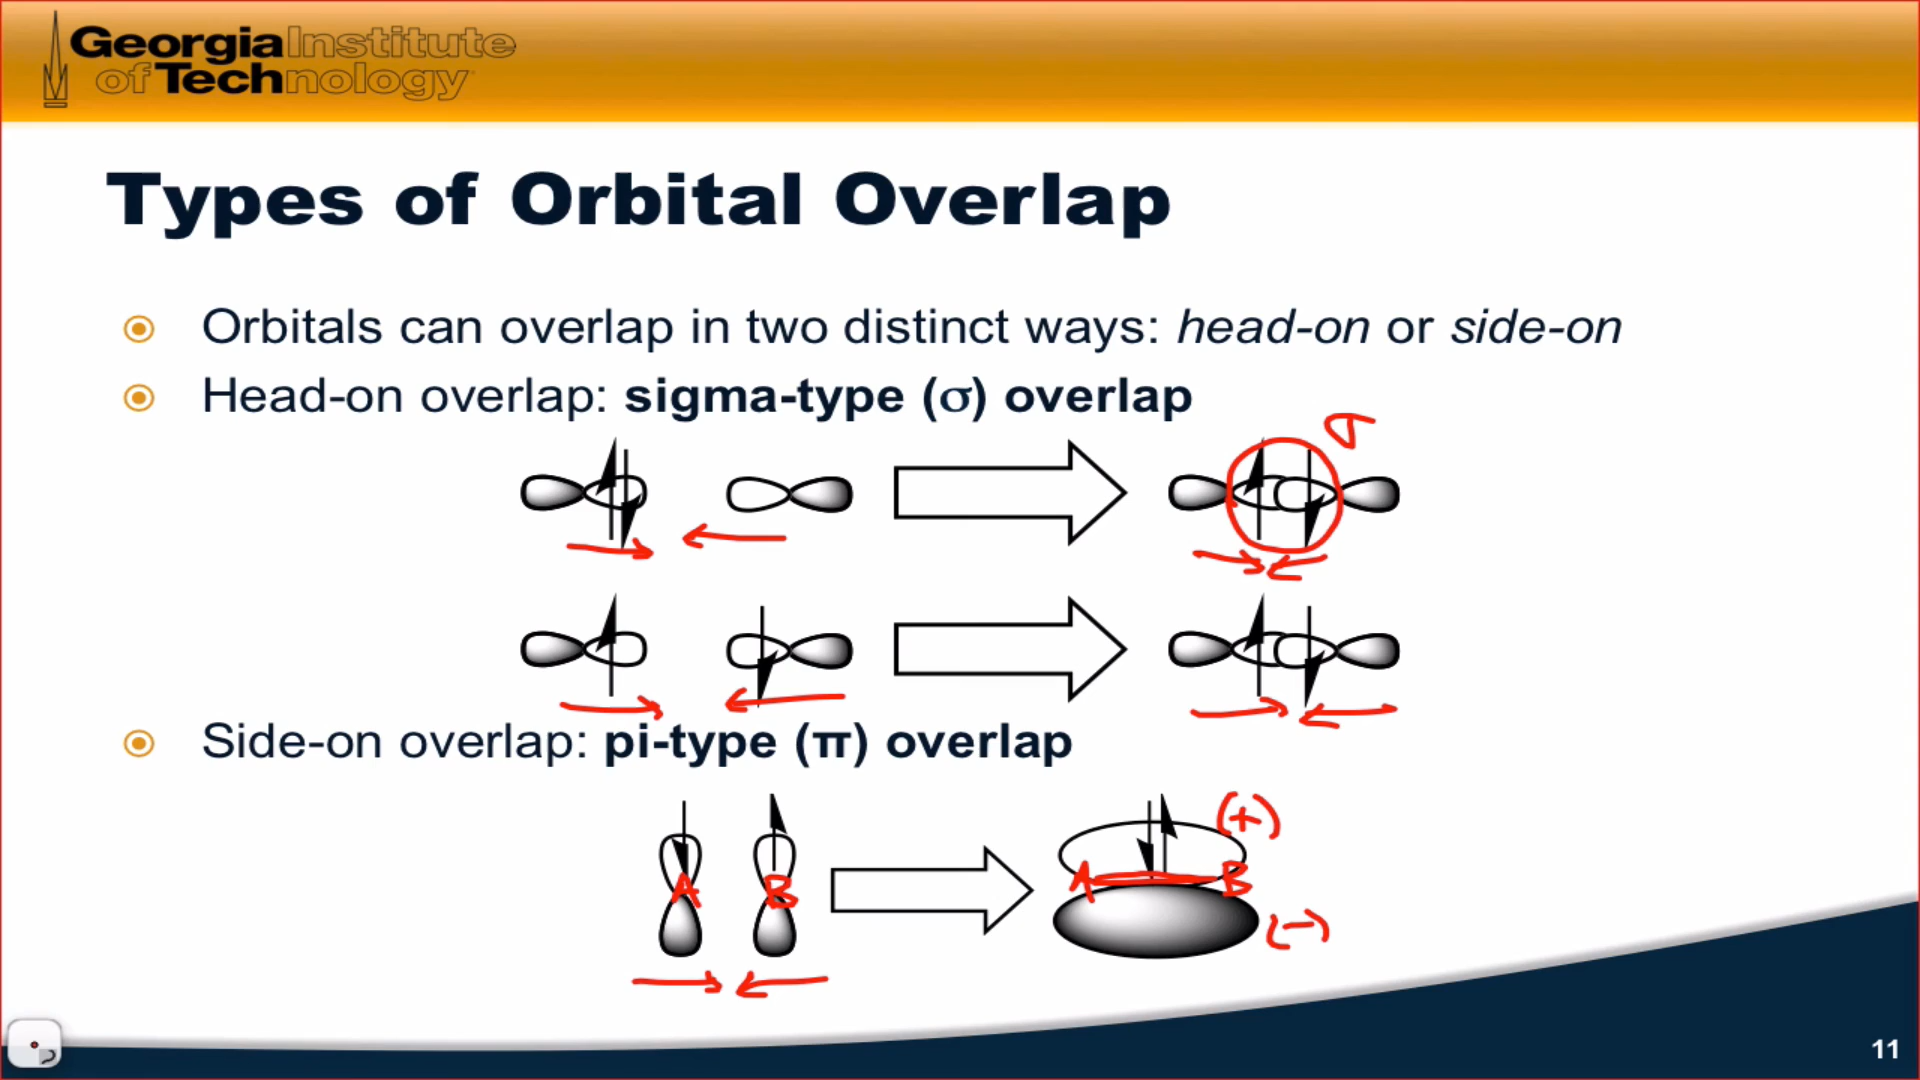 Georgia Institute
of Technology
Types of Orbital Overlap
Orbitals can overlap in two distinct ways: head-on or side-on
Head-on overlap: sigma-type (σ) overlap
σ
Side-on overlap: pi-type (π) overlap
(+)
A B A B
(-)
11